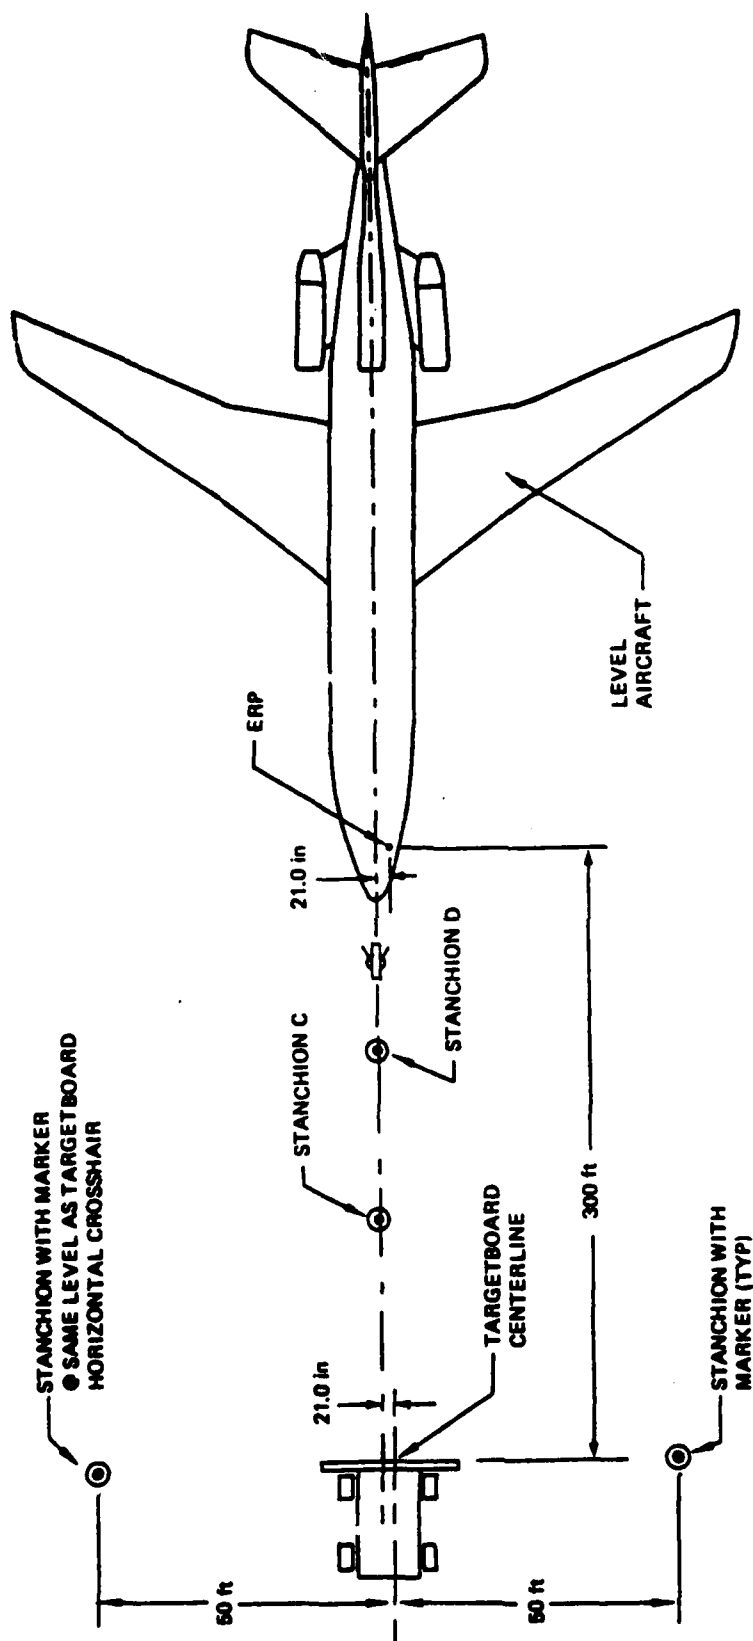 STANCHION WITH MARKER
@ SAME LEVEL AS TARGETBOARD
HORIZONTAL CROSSHAIR
50 ft
50 ft
21.0 in
TARGETBOARD
CENTERLINE
STANCHION WITH
MARKER (TYP)
STANCHION C
STANCHION D
300 ft
21.0 in
ERP
LEVEL
AIRCRAFT